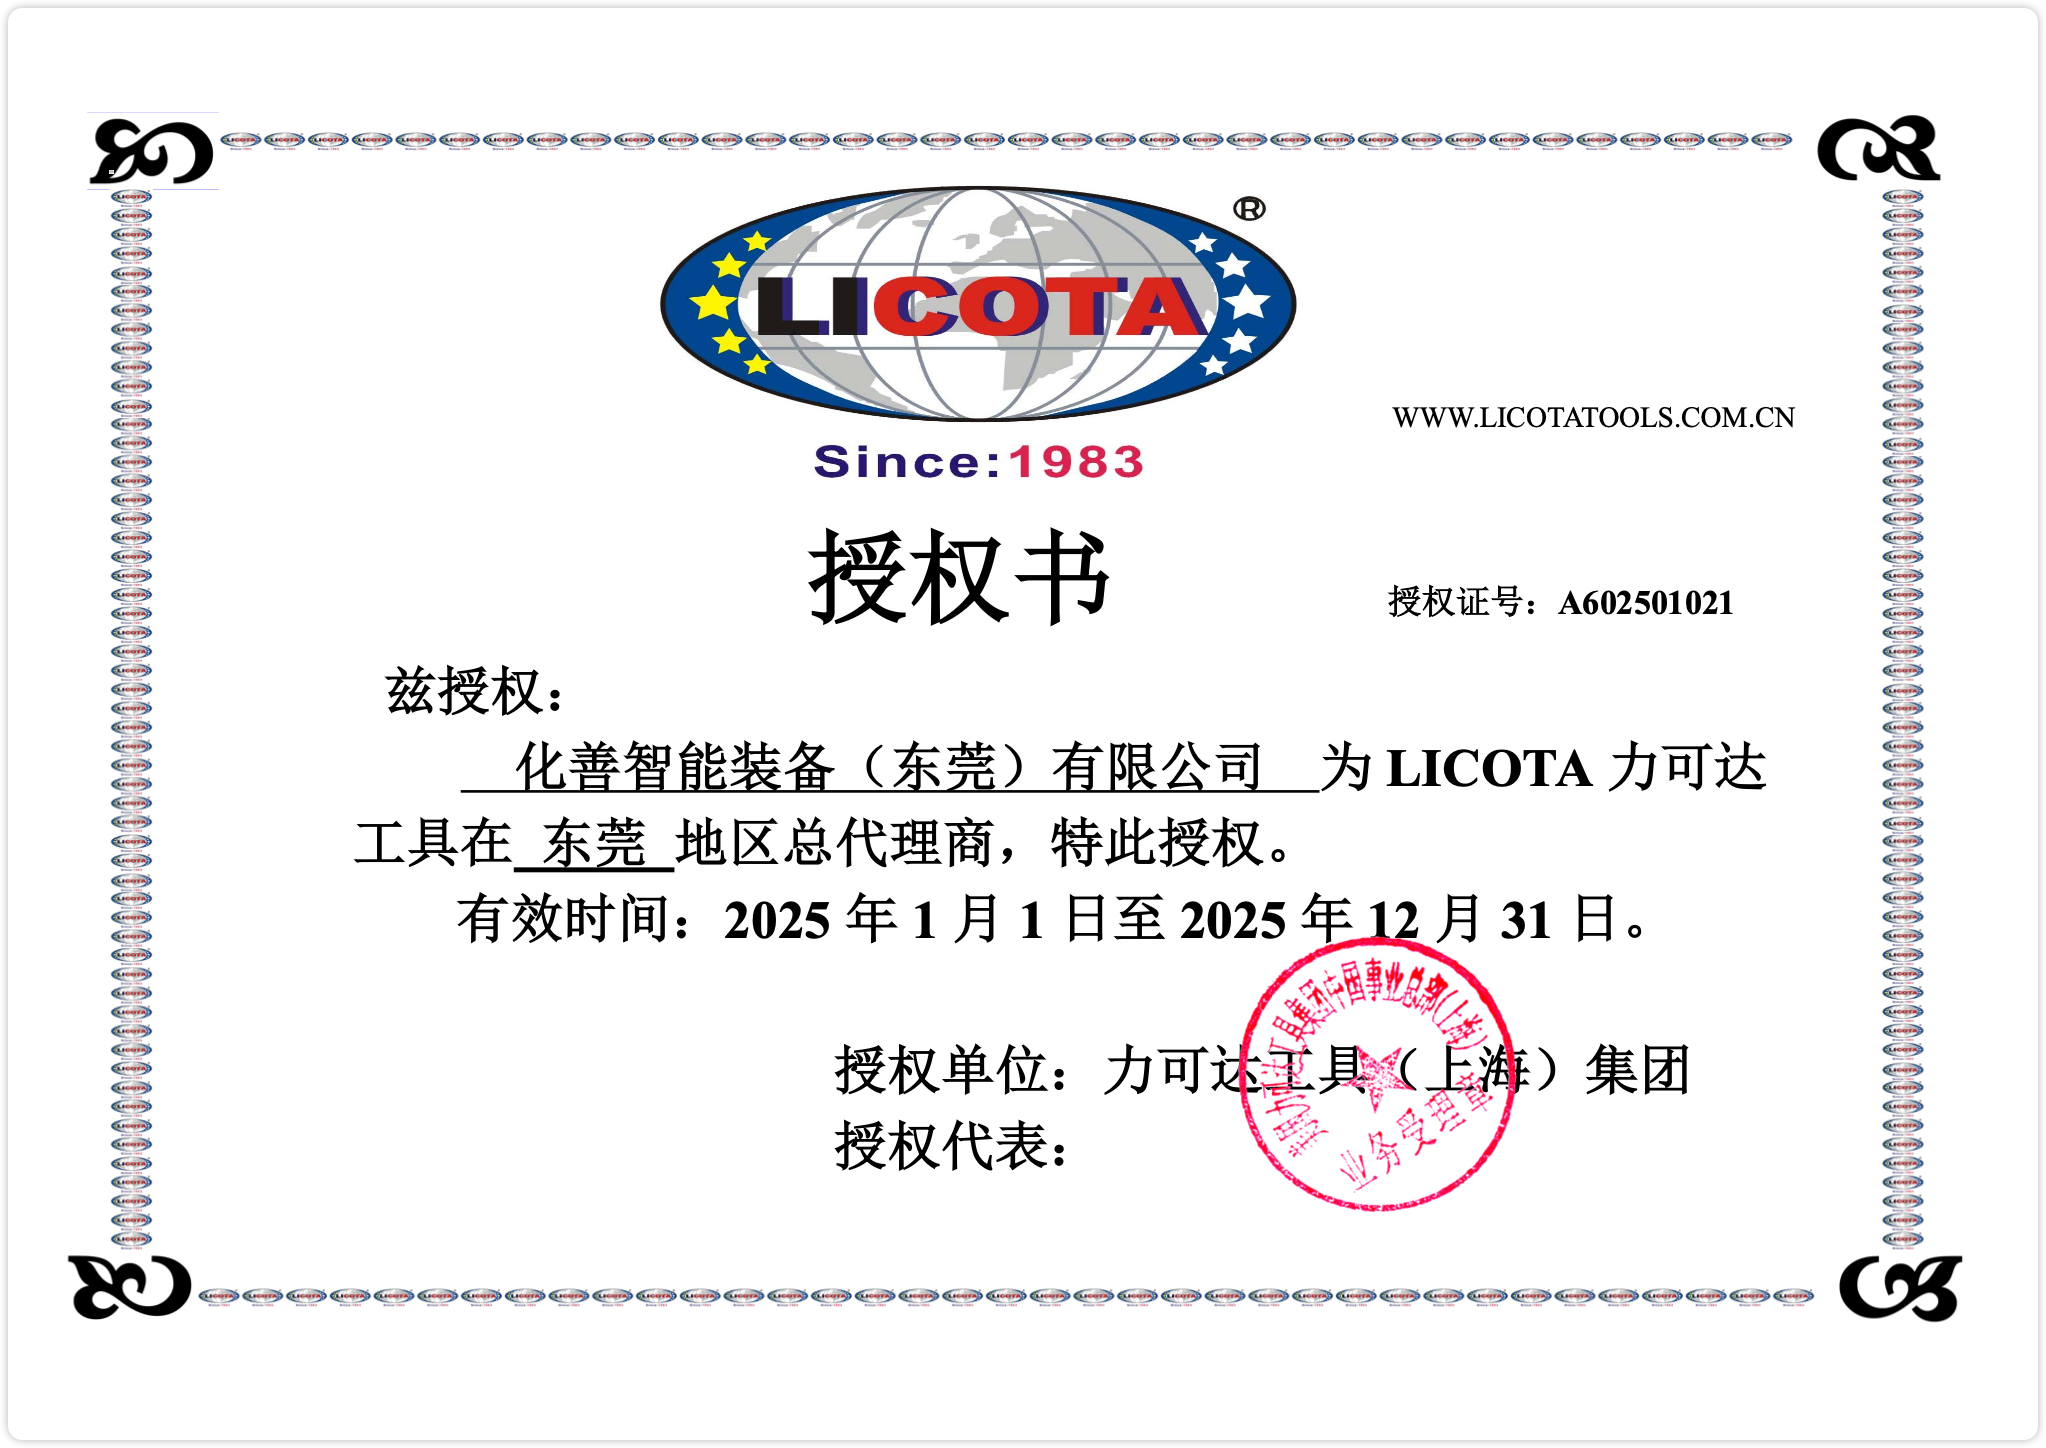 LICOTA ®
Since:1983
WWW.LICOTATOOLS.COM.CN
授权书
授权证号：A602501021
兹授权：
化善智能装备（东莞）有限公司 为 LICOTA 力可达
工具在 东莞 地区总代理商，特此授权。
有效时间：2025 年 1 月 1 日至 2025 年 12 月 31 日。
授权单位：力可达工具（上海）集团
授权代表：
力可达工具集团中国事业总部(上海)
业务受理章